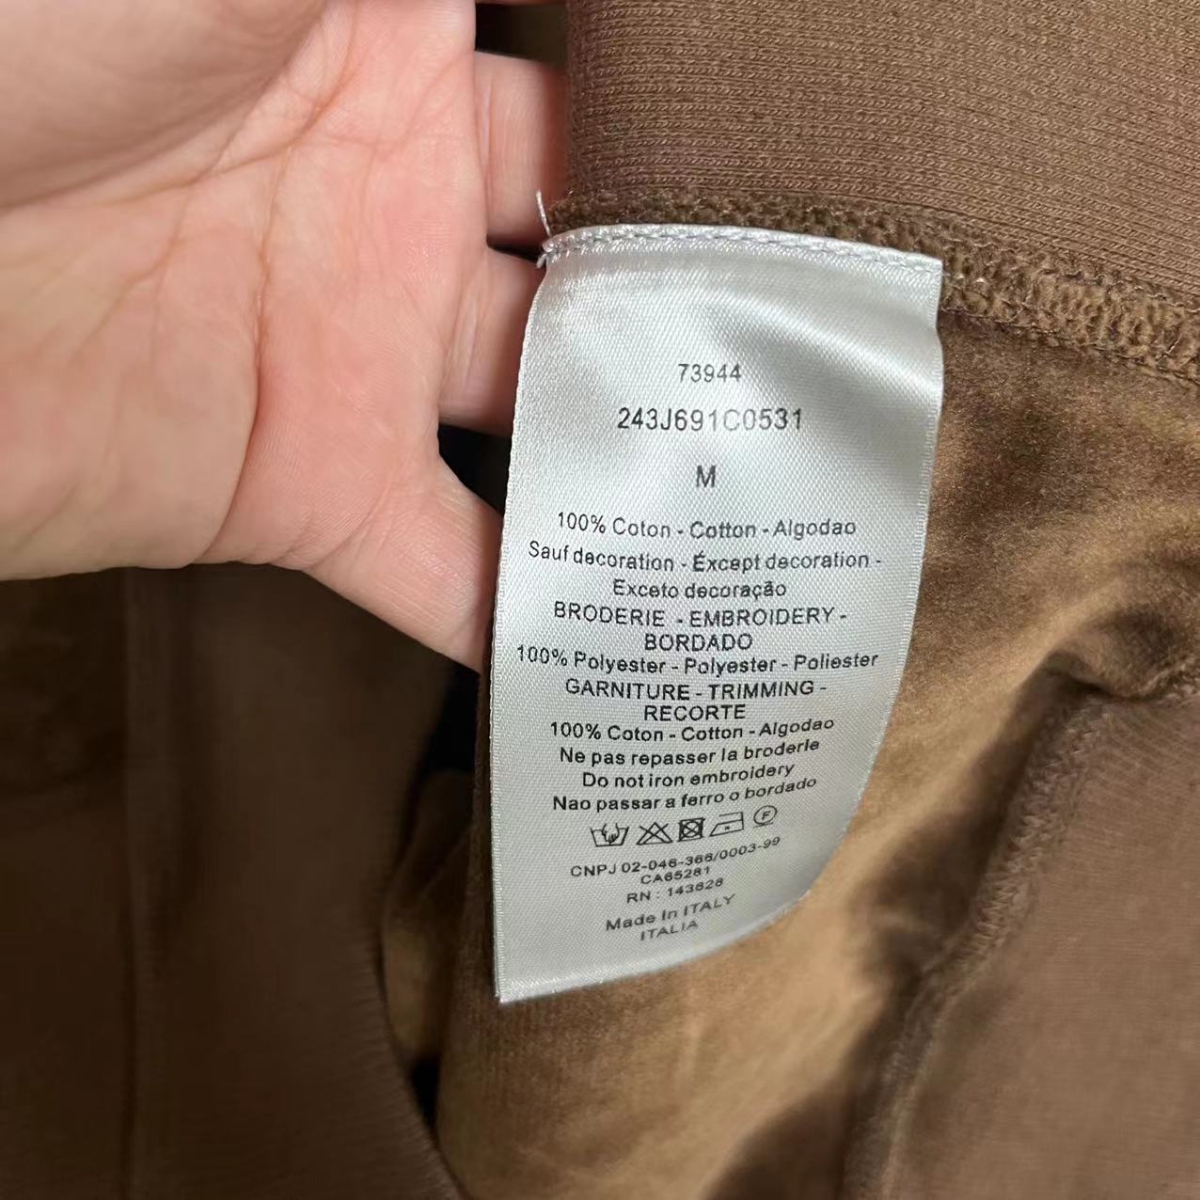 73944
243J691C0531
M
100% Coton - Cotton - Algodao
Sauf decoration - Éxcept decoration -
Exceto decoração
BRODERIE - EMBROIDERY -
BORDADO
100% Polyester - Polyester - Poliester
GARNITURE - TRIMMING -
RECORTE
100% Coton - Cotton - Algodao
Ne pas repasser la broderie
Do not iron embroidery
Nao passar a ferro o bordado
F
CNPJ 02-046-366/0003-99
CA65281
RN : 143628
Made In ITALY
ITALIA